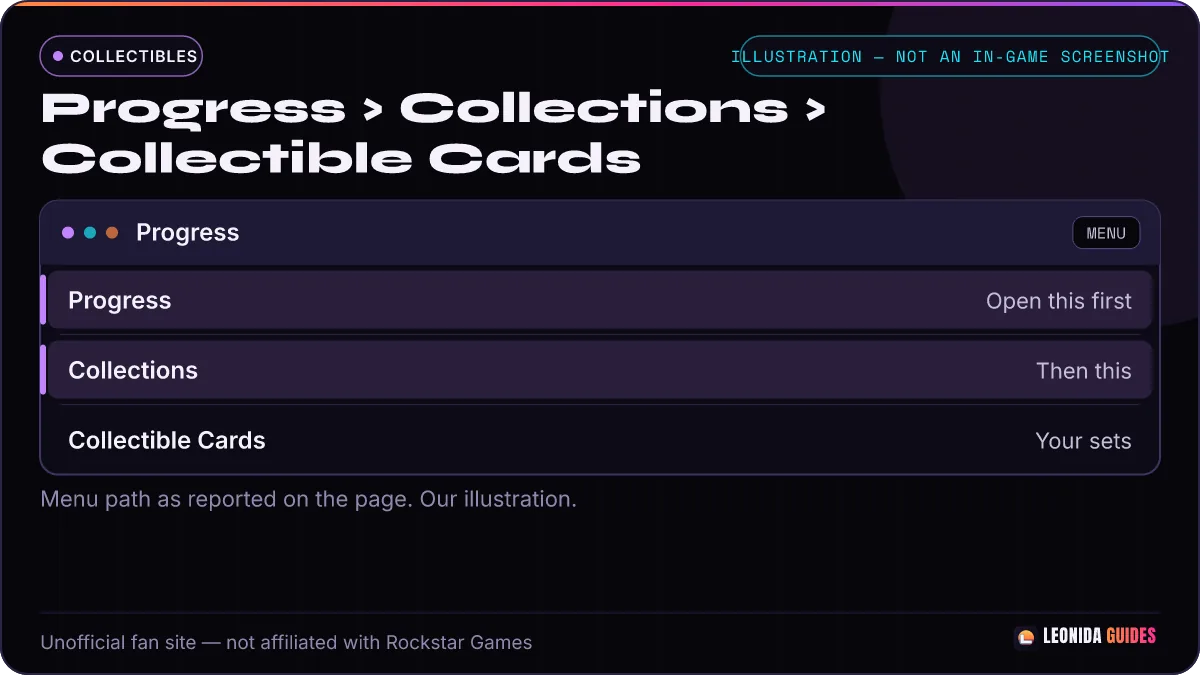 COLLECTIBLES
ILLUSTRATION — NOT AN IN-GAME SCREENSHOT
Progress > Collections >
Collectible Cards
Progress
MENU
Progress
Open this first
Collections
Then this
Collectible Cards
Your sets
Menu path as reported on the page. Our illustration.
Unofficial fan site — not affiliated with Rockstar Games
LEONIDA GUIDES